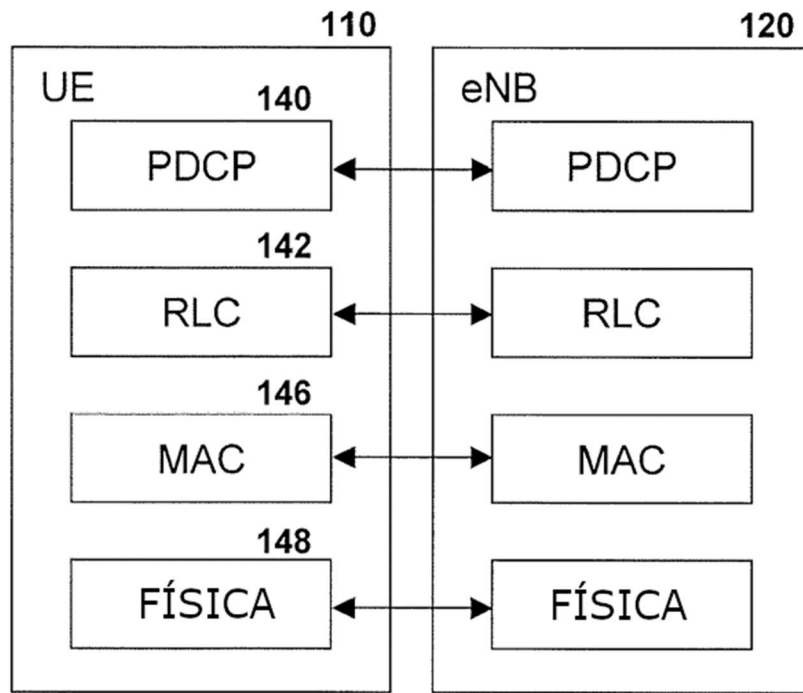 110
120
UE
eNB
140
PDCP
PDCP
142
RLC
RLC
146
MAC
MAC
148
FÍSICA
FÍSICA